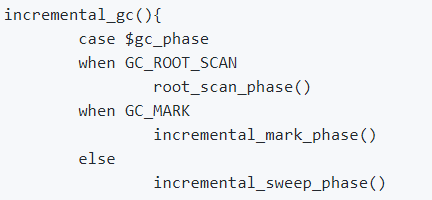 incremental_gc(){
        case $gc_phase
        when GC_ROOT_SCAN
                root_scan_phase()
        when GC_MARK
                incremental_mark_phase()
        else
                incremental_sweep_phase()